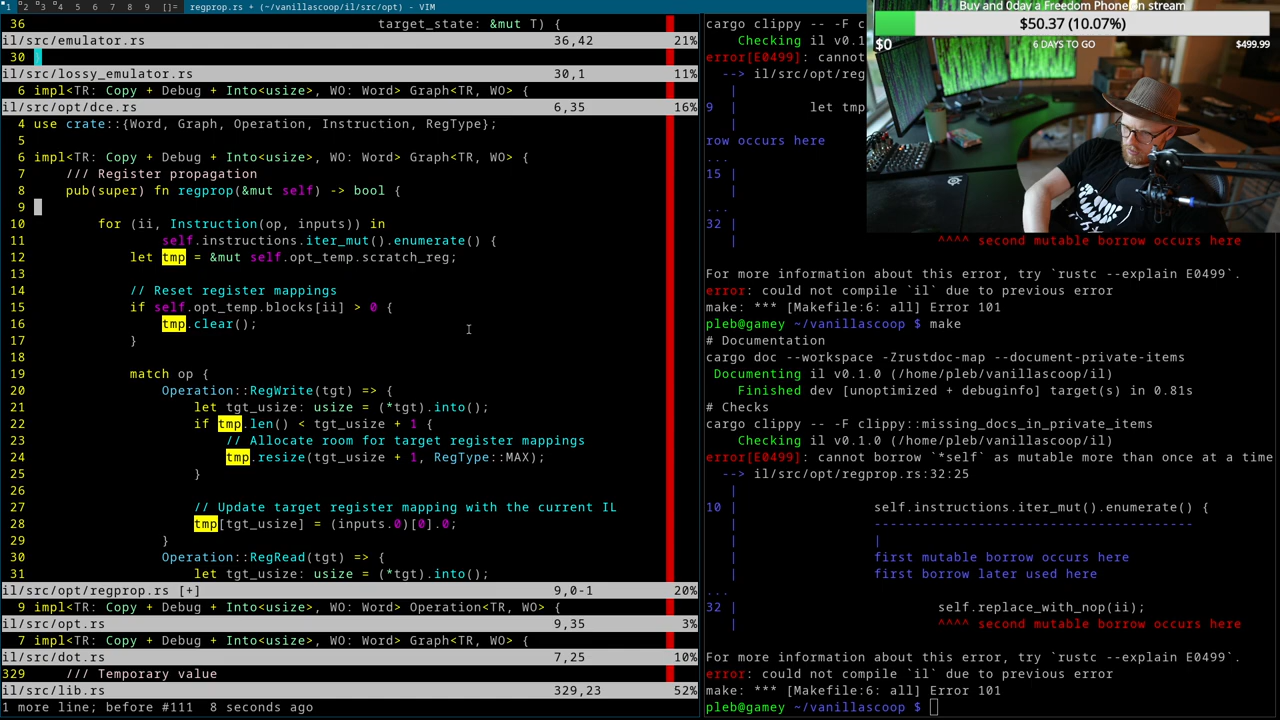 1 2 3 4 5 6 7 8 9 []= regprop.rs + (~/vanillascoop/il/src/opt) - VIM
36 target_state: &mut T) {
il/src/emulator.rs 36,42 21%
30 }
il/src/lossy_emulator.rs 30,1 11%
6 impl<TR: Copy + Debug + Into<usize>, WO: Word> Graph<TR, WO> {
il/src/opt/dce.rs 6,35 16%
4 use crate::{Word, Graph, Operation, Instruction, RegType};
5
6 impl<TR: Copy + Debug + Into<usize>, WO: Word> Graph<TR, WO> {
7 /// Register propagation
8 pub(super) fn regprop(&mut self) -> bool {
9
10 for (ii, Instruction(op, inputs)) in
11 self.instructions.iter_mut().enumerate() {
12 let tmp = &mut self.opt_temp.scratch_reg;
13
14 // Reset register mappings
15 if self.opt_temp.blocks[ii] > 0 {
16 tmp.clear();
17 }
18
19 match op {
20 Operation::RegWrite(tgt) => {
21 let tgt_usize: usize = (*tgt).into();
22 if tmp.len() < tgt_usize + 1 {
23 // Allocate room for target register mappings
24 tmp.resize(tgt_usize + 1, RegType::MAX);
25 }
26
27 // Update target register mapping with the current IL
28 tmp[tgt_usize] = (inputs.0)[0].0;
29 }
30 Operation::RegRead(tgt) => {
31 let tgt_usize: usize = (*tgt).into();
il/src/opt/regprop.rs [+] 9,0-1 20%
9 impl<TR: Copy + Debug + Into<usize>, WO: Word> Operation<TR, WO> {
il/src/opt.rs 9,35 3%
7 impl<TR: Copy + Debug + Into<usize>, WO: Word> Graph<TR, WO> {
il/src/dot.rs 7,25 10%
329 /// Temporary value
il/src/lib.rs 329,23 52%
1 more line; before #111 8 seconds ago
cargo clippy -- -F c
Checking il v0.1
error[E0499]: cannot
--> il/src/opt/reg
|
9 let tmp
|
row occurs here
...
15 |
|
...
32 |
| ^^^^ second mutable borrow occurs here
For more information about this error, try `rustc --explain E0499`.
error: could not compile `il` due to previous error
make: *** [Makefile:6: all] Error 101
pleb@gamey ~/vanillascoop $ make
# Documentation
cargo doc --workspace -Zrustdoc-map --document-private-items
Documenting il v0.1.0 (/home/pleb/vanillascoop/il)
Finished dev [unoptimized + debuginfo] target(s) in 0.81s
# Checks
cargo clippy -- -F clippy::missing_docs_in_private_items
Checking il v0.1.0 (/home/pleb/vanillascoop/il)
error[E0499]: cannot borrow `*self` as mutable more than once at a time
--> il/src/opt/regprop.rs:32:25
|
10 | self.instructions.iter_mut().enumerate() {
| ----------------------------------------
| |
| first mutable borrow occurs here
| first borrow later used here
...
32 | self.replace_with_nop(ii);
| ^^^^ second mutable borrow occurs here
For more information about this error, try `rustc --explain E0499`.
error: could not compile `il` due to previous error
make: *** [Makefile:6: all] Error 101
pleb@gamey ~/vanillascoop $
Buy and 0day a Freedom Phone on stream
$50.37 (10.07%)
$0 6 DAYS TO GO $499.99